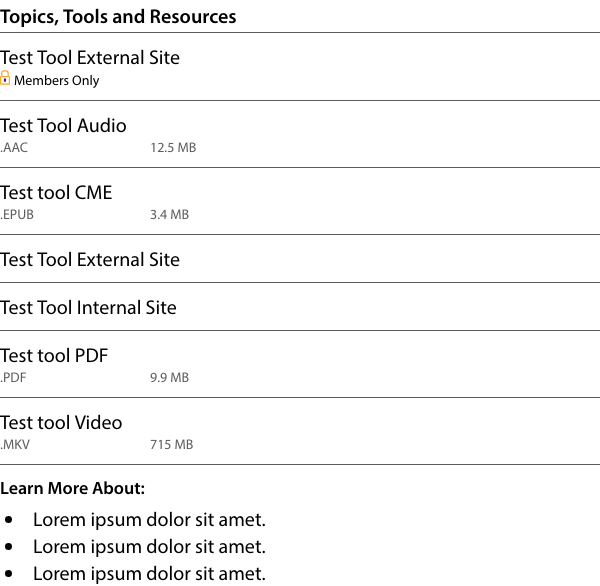 Topics, Tools and Resources
Test Tool External Site
Members Only
Test Tool Audio
.AAC 12.5 MB
Test tool CME
.EPUB 3.4 MB
Test Tool External Site
Test Tool Internal Site
Test tool PDF
.PDF 9.9 MB
Test tool Video
.MKV 715 MB
Learn More About:
• Lorem ipsum dolor sit amet.
• Lorem ipsum dolor sit amet.
• Lorem ipsum dolor sit amet.